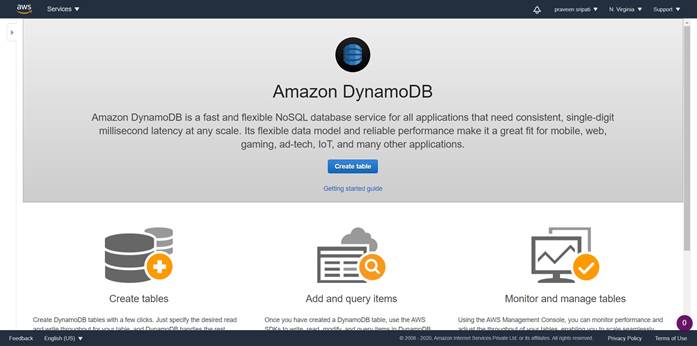 aws Services praveen sripati N. Virginia Support
Amazon DynamoDB
Amazon DynamoDB is a fast and flexible NoSQL database service for all applications that need consistent, single-digit
millisecond latency at any scale. Its flexible data model and reliable performance make it a great fit for mobile, web,
gaming, ad-tech, IoT, and many other applications.
Create table
Getting started guide
Create tables
Add and query items
Monitor and manage tables
Create DynamoDB tables with a few clicks. Just specify the desired read
and write throughput for your table, and DynamoDB handles the rest.
Once you have created a DynamoDB table, use the AWS
SDKs to write, read, modify, and query items in DynamoDB.
Using the AWS Management Console, you can monitor performance and
adjust the throughput of your tables, enabling you to scale seamlessly.
0
Feedback English (US) © 2008 - 2020, Amazon Internet Services Private Ltd. or its affiliates. All rights reserved. Privacy Policy Terms of Use